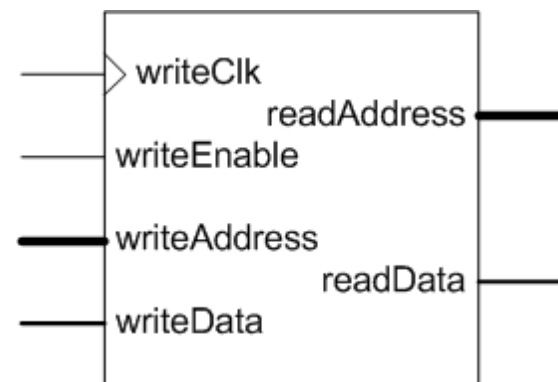 writeClk
readAddress
writeEnable
writeAddress
readData
writeData